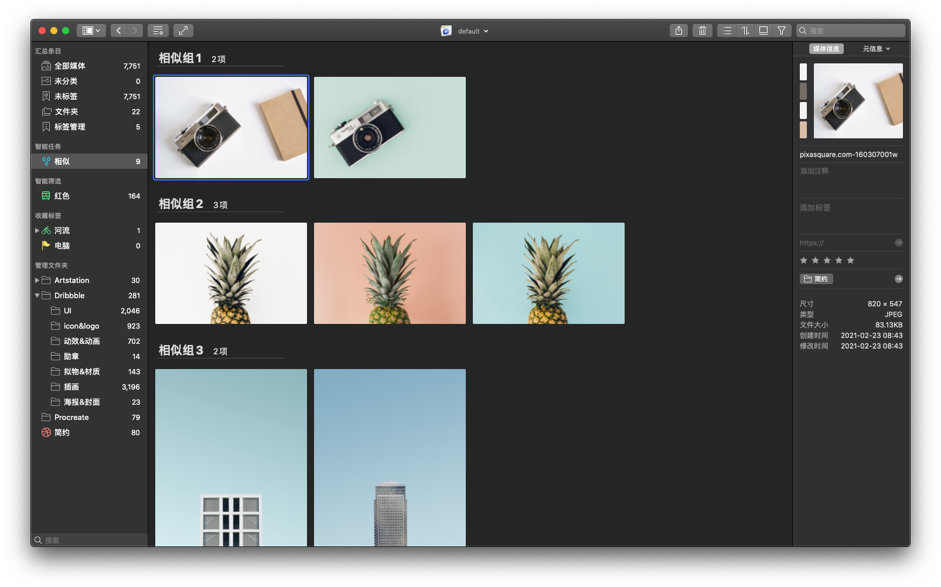 default
搜索
汇总条目
全部媒体 7,751
未分类 0
未标签 7,751
文件夹 22
标签管理 5
智能任务
相似 9
智能筛选
红色 164
收藏标签
河流 1
电脑 0
管理文件夹
Artstation 30
Dribbble 281
UI 2,046
icon&logo 923
动效&动画 702
勋章 14
拟物&材质 143
插画 3,196
海报&封面 23
Procreate 79
简约 80
搜索
相似组1 2项
相似组2 3项
相似组3 2项
媒体信息 元信息
pixasquare.com-160307001w
添加注释
添加标签
https://
简约
尺寸 820 × 547
类型 JPEG
文件大小 83.13KB
创建时间 2021-02-23 08:43
修改时间 2021-02-23 08:43